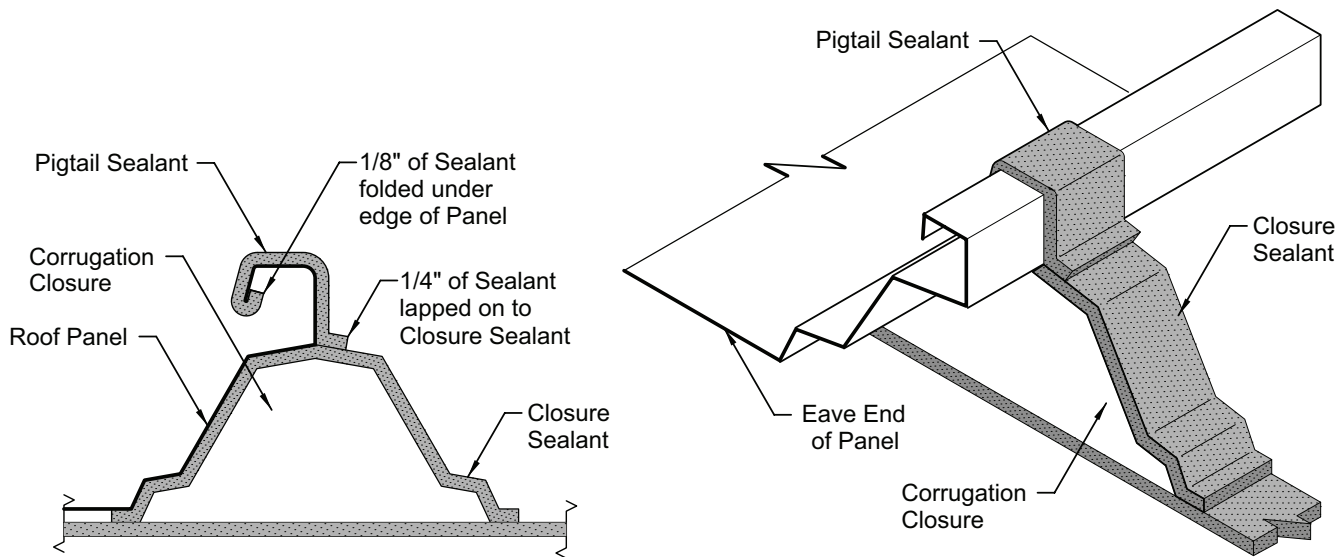 Pigtail Sealant
1/8" of Sealant
folded under
edge of Panel
Corrugation
Closure
1/4" of Sealant
lapped on to
Closure Sealant
Roof Panel
Closure
Sealant
Pigtail Sealant
Closure
Sealant
Eave End
of Panel
Corrugation
Closure